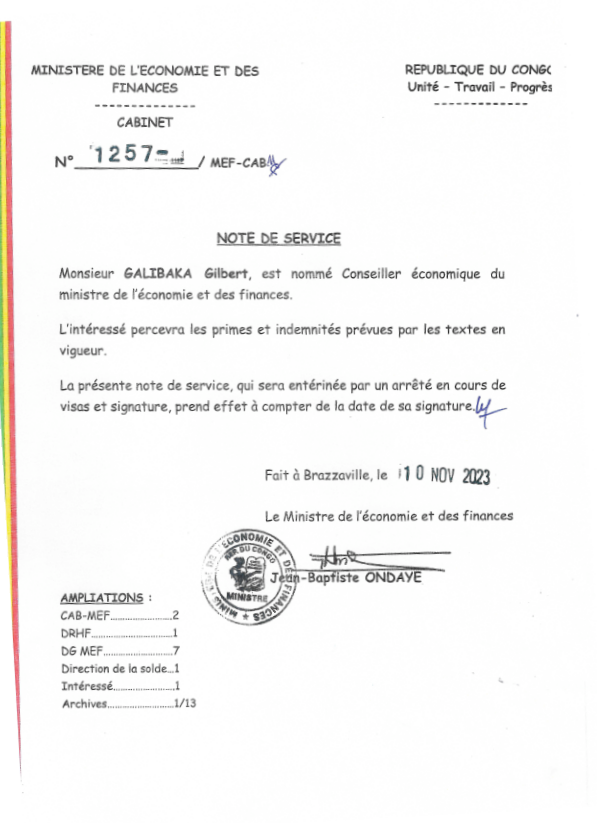 MINISTERE DE L'ECONOMIE ET DES
FINANCES
--------------
CABINET
N° 1257 / MEF-CAB
REPUBLIQUE DU CONGO
Unité – Travail – Progrès
-------------
NOTE DE SERVICE
Monsieur GALIBAKA Gilbert, est nommé Conseiller économique du
ministre de l'économie et des finances.
L'intéressé percevra les primes et indemnités prévues par les textes en
vigueur.
La présente note de service, qui sera entérinée par un arrêté en cours de
visas et signature, prend effet à compter de la date de sa signature.
Fait à Brazzaville, le 10 NOV 2023
Le Ministre de l'économie et des finances
MINISTERE DE L'ECONOMIE ET DES FINANCES
REP. DU CONGO
MINISTRE
Jean-Baptiste ONDAYE
AMPLIATIONS :
CAB-MEF.......................2
DRHF..............................1
DG MEF..........................7
Direction de la solde...1
Intéressé.......................1
Archives.........................1/13